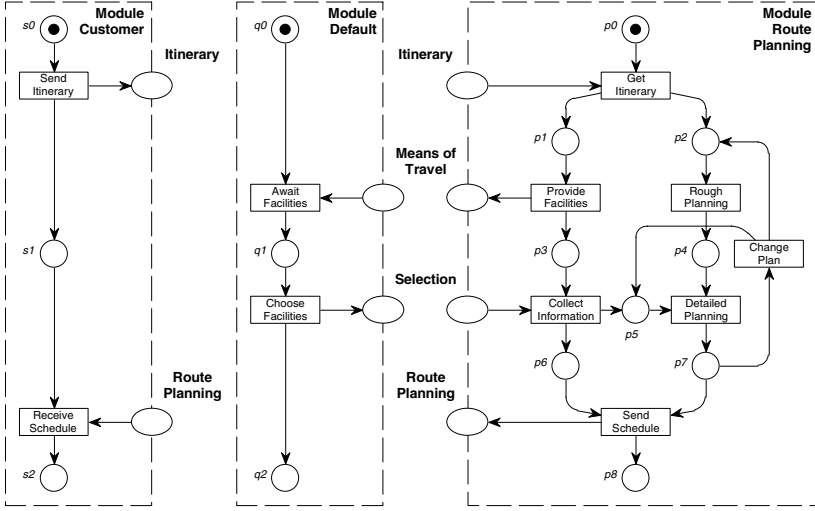 Module
Customer
s0
Send
Itinerary
s1
Receive
Schedule
s2
Itinerary
Route
Planning
Module
Default
q0
Await
Facilities
q1
Choose
Facilities
q2
Itinerary
Means of
Travel
Selection
Route
Planning
Module
Route
Planning
p0
Get
Itinerary
p1
p2
Provide
Facilities
Rough
Planning
p3
p4
Change
Plan
Collect
Information
p5
Detailed
Planning
p6
p7
Send
Schedule
p8